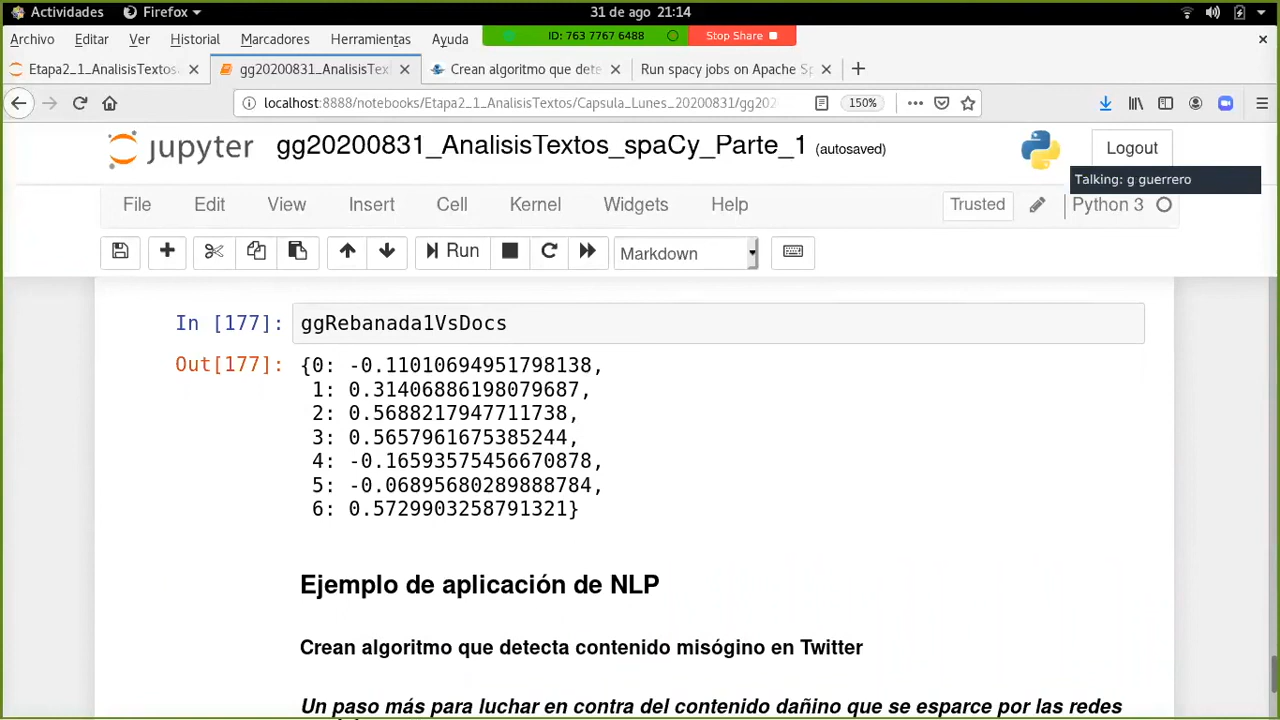 Actividades Firefox 31 de ago 21:14
Archivo Editar Ver Historial Marcadores Herramientas Ayuda ID: 763 7767 6488 Stop Share
Etapa2_1_AnalisisTextos gg20200831_AnalisisTex Crean algoritmo que dete Run spacy jobs on Apache Sp
localhost:8888/notebooks/Etapa2_1_AnalisisTextos/Capsula_Lunes_20200831/gg202 150%
jupyter gg20200831_AnalisisTextos_spaCy_Parte_1 (autosaved) Logout
Talking: g guerrero
File Edit View Insert Cell Kernel Widgets Help Trusted Python 3
Run Markdown
In [177]: ggRebanada1VsDocs
Out[177]: {0: -0.11010694951798138,
1: 0.31406886198079687,
2: 0.5688217947711738,
3: 0.5657961675385244,
4: -0.16593575456670878,
5: -0.06895680289888784,
6: 0.5729903258791321}
Ejemplo de aplicación de NLP
Crean algoritmo que detecta contenido misógino en Twitter
Un paso más para luchar en contra del contenido dañino que se esparce por las redes